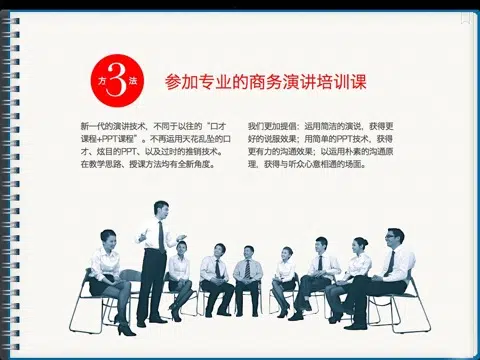 方3法
参加专业的商务演讲培训课
新一代的演讲技术，不同于以往的“口才
课程+PPT课程”。不再运用天花乱坠的口
才、炫目的PPT、以及过时的推销技术。
在教学思路、授课方法均有全新角度。
我们更加提倡：运用简洁的演说，获得更
好的说服效果；用简单的PPT技术，获得
更有力的沟通效果；以运用朴素的沟通原
理，获得与听众心意相通的场面。